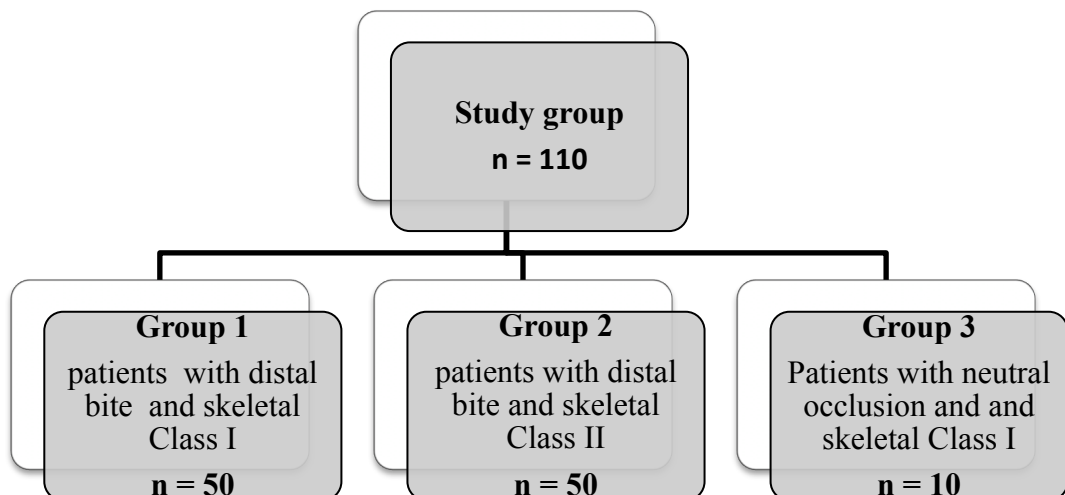 Study group
n = 110
Group 1
patients with distal
bite and skeletal
Class I
n = 50
Group 2
patients with distal
bite and skeletal
Class II
n = 50
Group 3
Patients with neutral
occlusion and and
skeletal Class I
n = 10